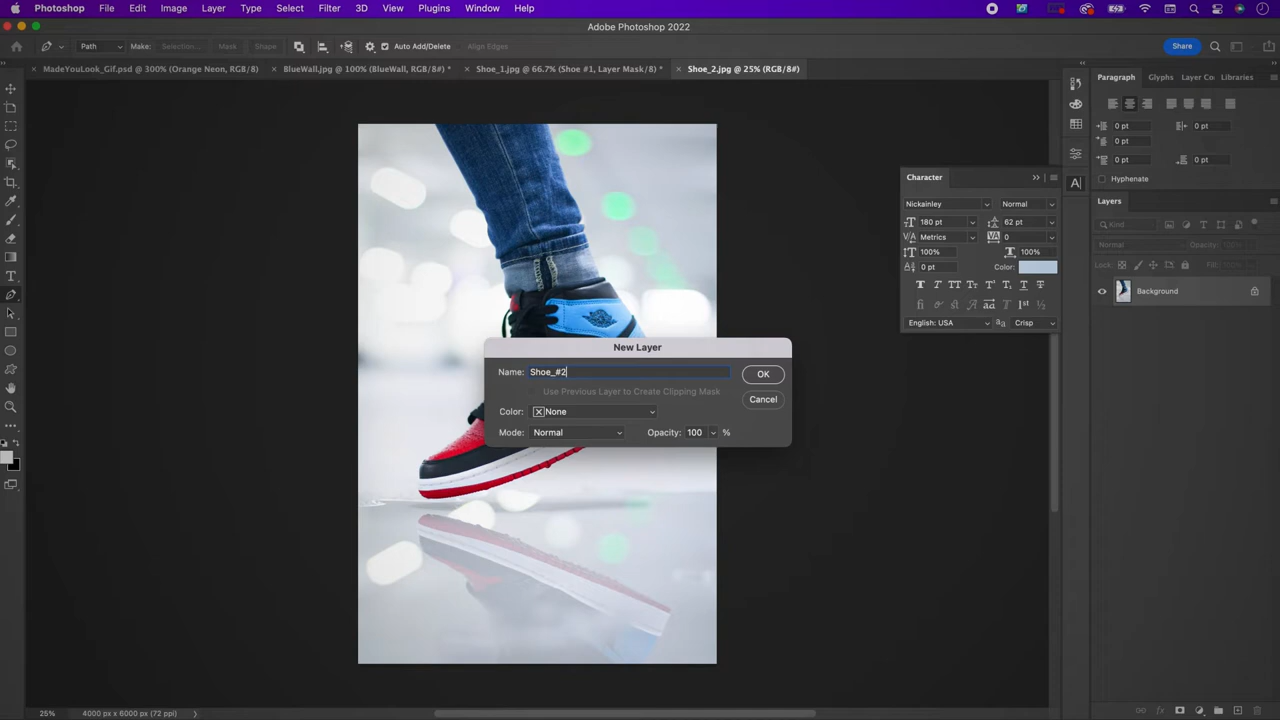 Photoshop File Edit Image Layer Type Select Filter 3D View Plugins Window Help
Adobe Photoshop 2022
Path Make: Selection... Mask Shape Auto Add/Delete Align Edges Share
MadeYouLook_Gif.psd @ 300% (Orange Neon, RGB/8) BlueWall.jpg @ 100% (BlueWall, RGB/8#) * Shoe_1.jpg @ 66.7% (Shoe #1, Layer Mask/8) * Shoe_2.jpg @ 25% (RGB/8#)
Paragraph Glyphs Layer Co Libraries
0 pt 0 pt
0 pt
0 pt 0 pt
Hyphenate
Character
Nickainley Normal
180 pt 62 pt
Metrics 0
100% 100%
0 pt Color:
English: USA Crisp
Layers
Kind
Normal Opacity: 100%
Lock: Fill: 100%
Background
New Layer
Name: Shoe_#2 OK
Use Previous Layer to Create Clipping Mask
Cancel
Color: None
Mode: Normal Opacity: 100 %
25% 4000 px x 6000 px (72 ppi)